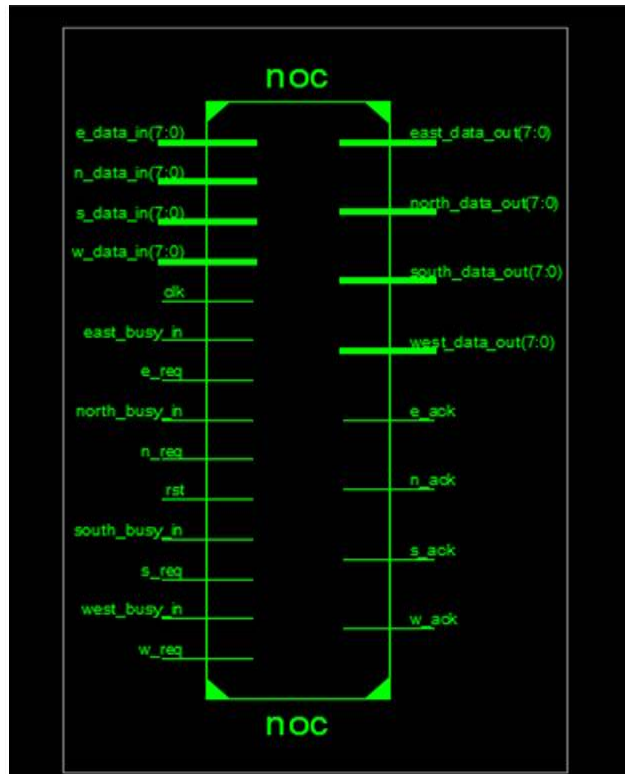 noc
e_data_in(7:0)
n_data_in(7:0)
s_data_in(7:0)
w_data_in(7:0)
clk
east_busy_in
e_req
north_busy_in
n_req
rst
south_busy_in
s_req
west_busy_in
w_req
east_data_out(7:0)
north_data_out(7:0)
south_data_out(7:0)
west_data_out(7:0)
e_ack
n_ack
s_ack
w_ack
noc